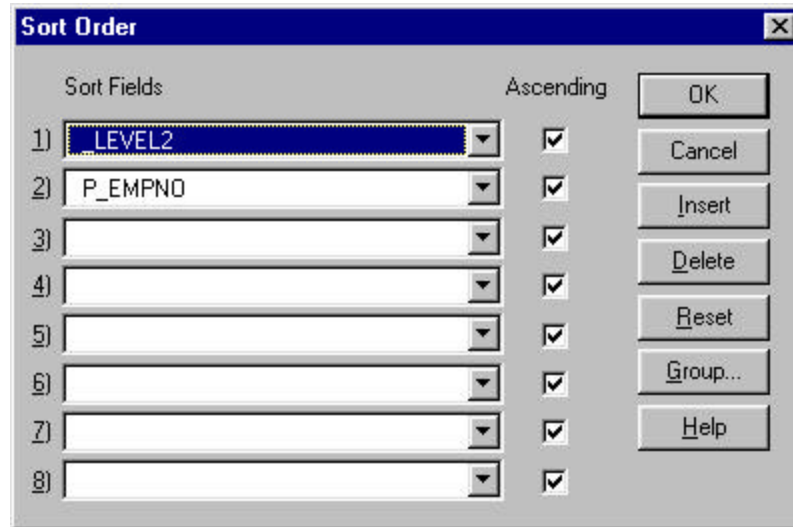 Sort Order
Sort Fields Ascending OK
1) _LEVEL2
Cancel
2) P_EMPNO
Insert
3)
Delete
4)
5) Reset
6) Group...
7) Help
8)